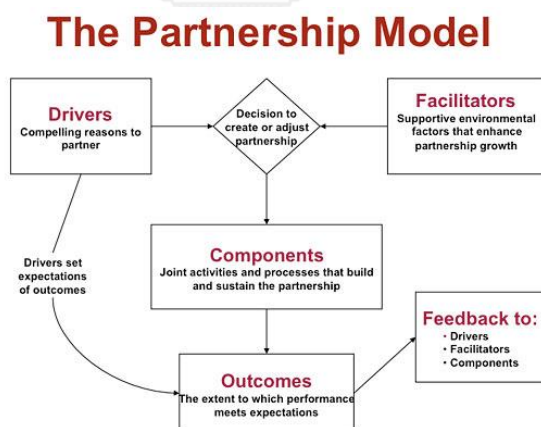 The Partnership Model
Drivers
Compelling reasons to
partner
Decision to
create or adjust
partnership
Facilitators
Supportive environmental
factors that enhance
partnership growth
Drivers set
expectations
of outcomes
Components
Joint activities and processes that build
and sustain the partnership
Feedback to:
• Drivers
• Facilitators
• Components
Outcomes
The extent to which performance
meets expectations